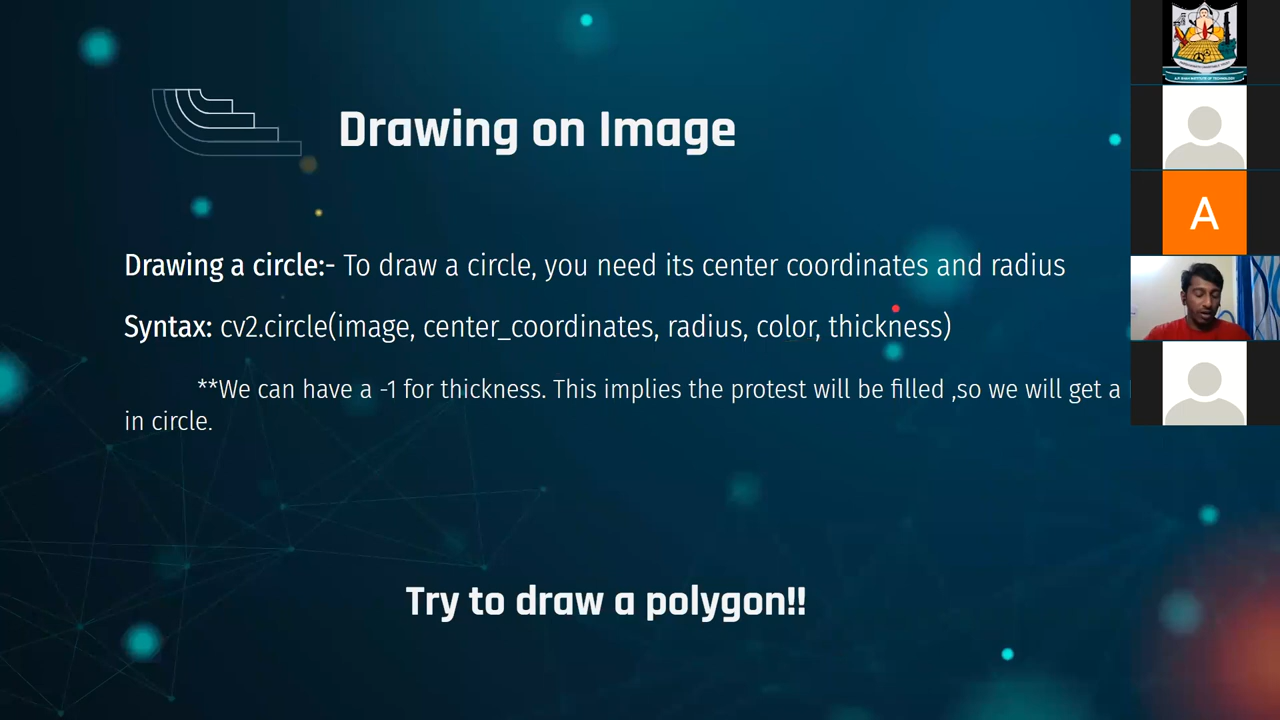 Drawing on Image
Drawing a circle:- To draw a circle, you need its center coordinates and radius
Syntax: cv2.circle(image, center_coordinates, radius, color, thickness)
**We can have a -1 for thickness. This implies the protest will be filled ,so we will get a
in circle.
Try to draw a polygon!!
A